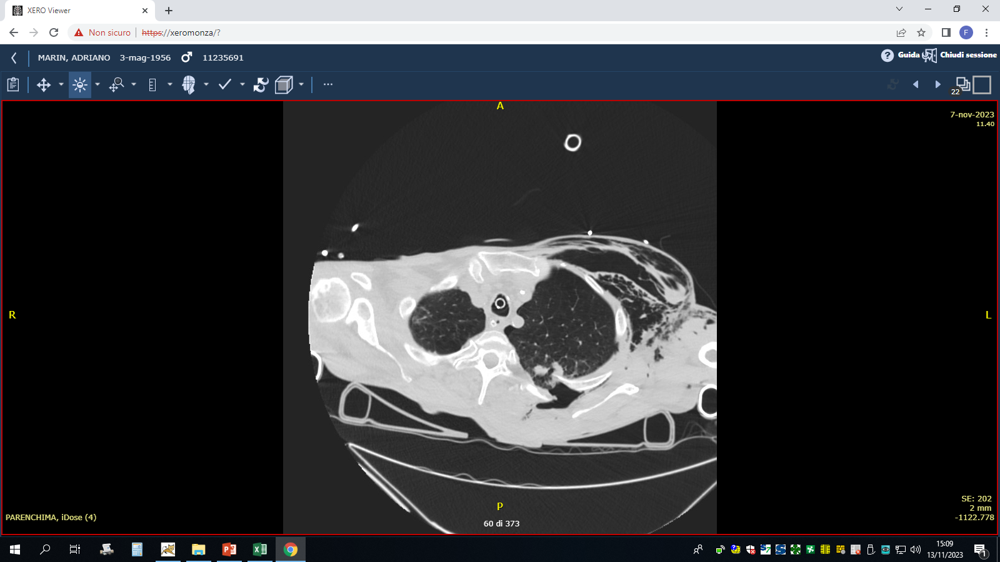 XERO Viewer
Non sicuro
https://xeromonza/?
F
MARIN, ADRIANO 3-mag-1956 11235691
? Guida Chiudi sessione
22
A
7-nov-2023
11.40
R
L
P
SE: 202
2 mm
-1122.778
PARENCHIMA, iDose (4)
60 di 373
15:09
13/11/2023
1